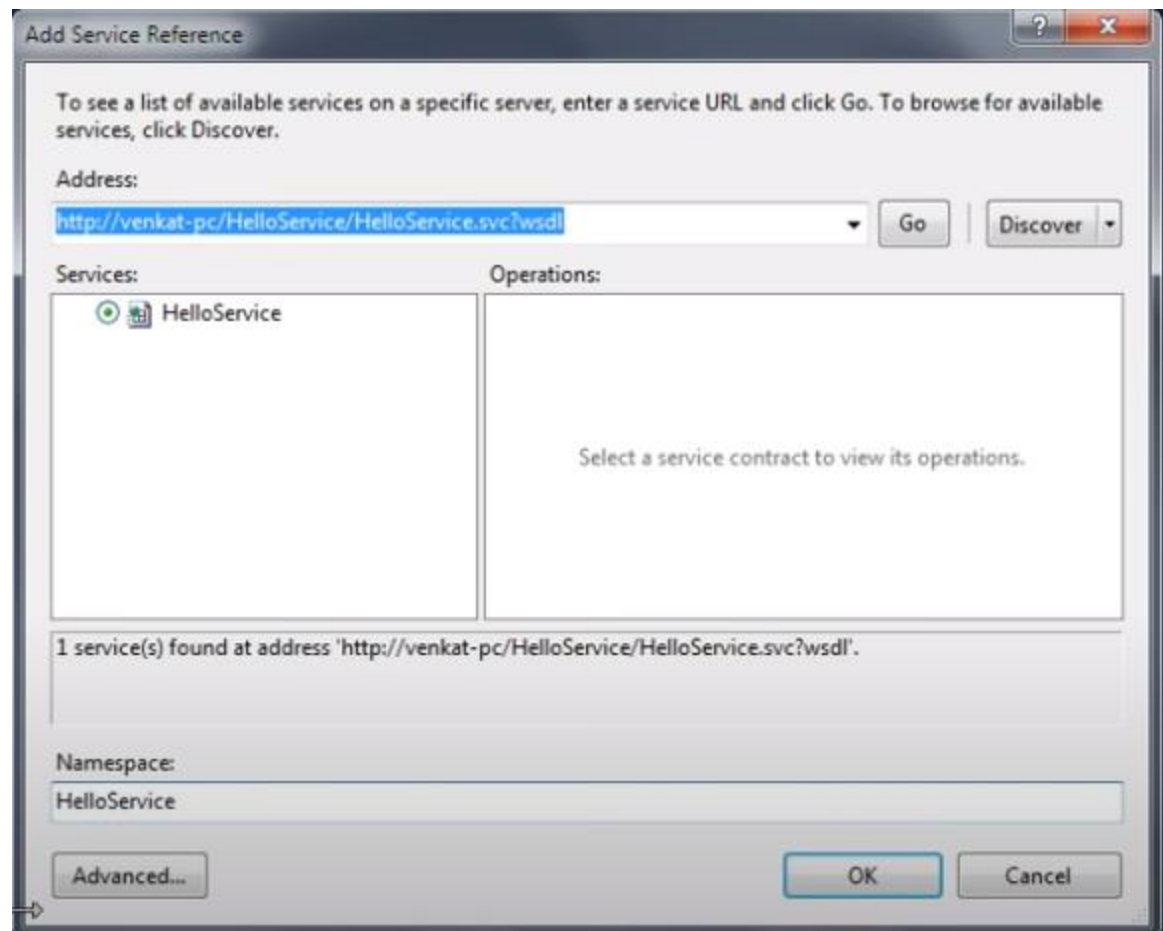 Add Service Reference
To see a list of available services on a specific server, enter a service URL and click Go. To browse for available
services, click Discover.
Address:
http://venkat-pc/HelloService/HelloService.svc?wsdl
Go
Discover
Services:
Operations:
HelloService
Select a service contract to view its operations.
1 service(s) found at address 'http://venkat-pc/HelloService/HelloService.svc?wsdl'.
Namespace:
HelloService
Advanced...
OK
Cancel